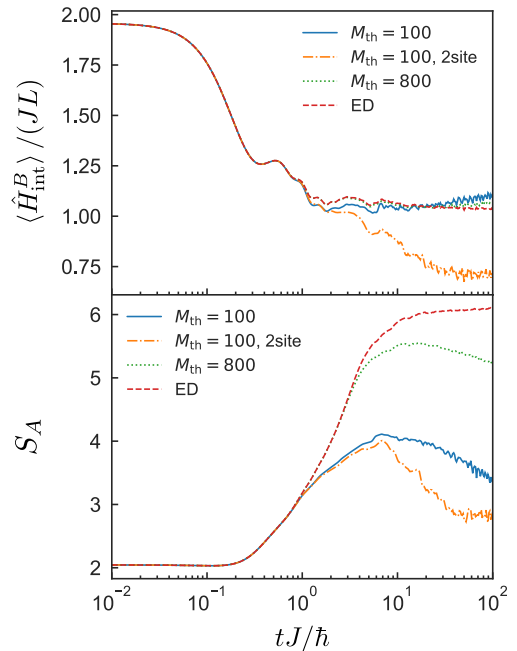 2.00
1.75
1.50
1.25
1.00
0.75
⟨Ĥ^B_int⟩/(JL)
M_th = 100
M_th = 100, 2site
M_th = 800
ED
6
5
4
3
2
S_A
M_th = 100
M_th = 100, 2site
M_th = 800
ED
10^−2 10^−1 10^0 10^1 10^2
tJ/ħ